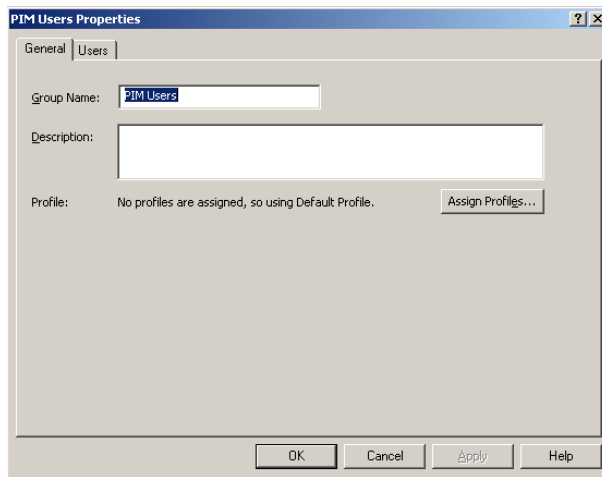 PIM Users Properties
General Users
Group Name: PIM Users
Description:
Profile: No profiles are assigned, so using Default Profile. Assign Profiles...
OK Cancel Apply Help